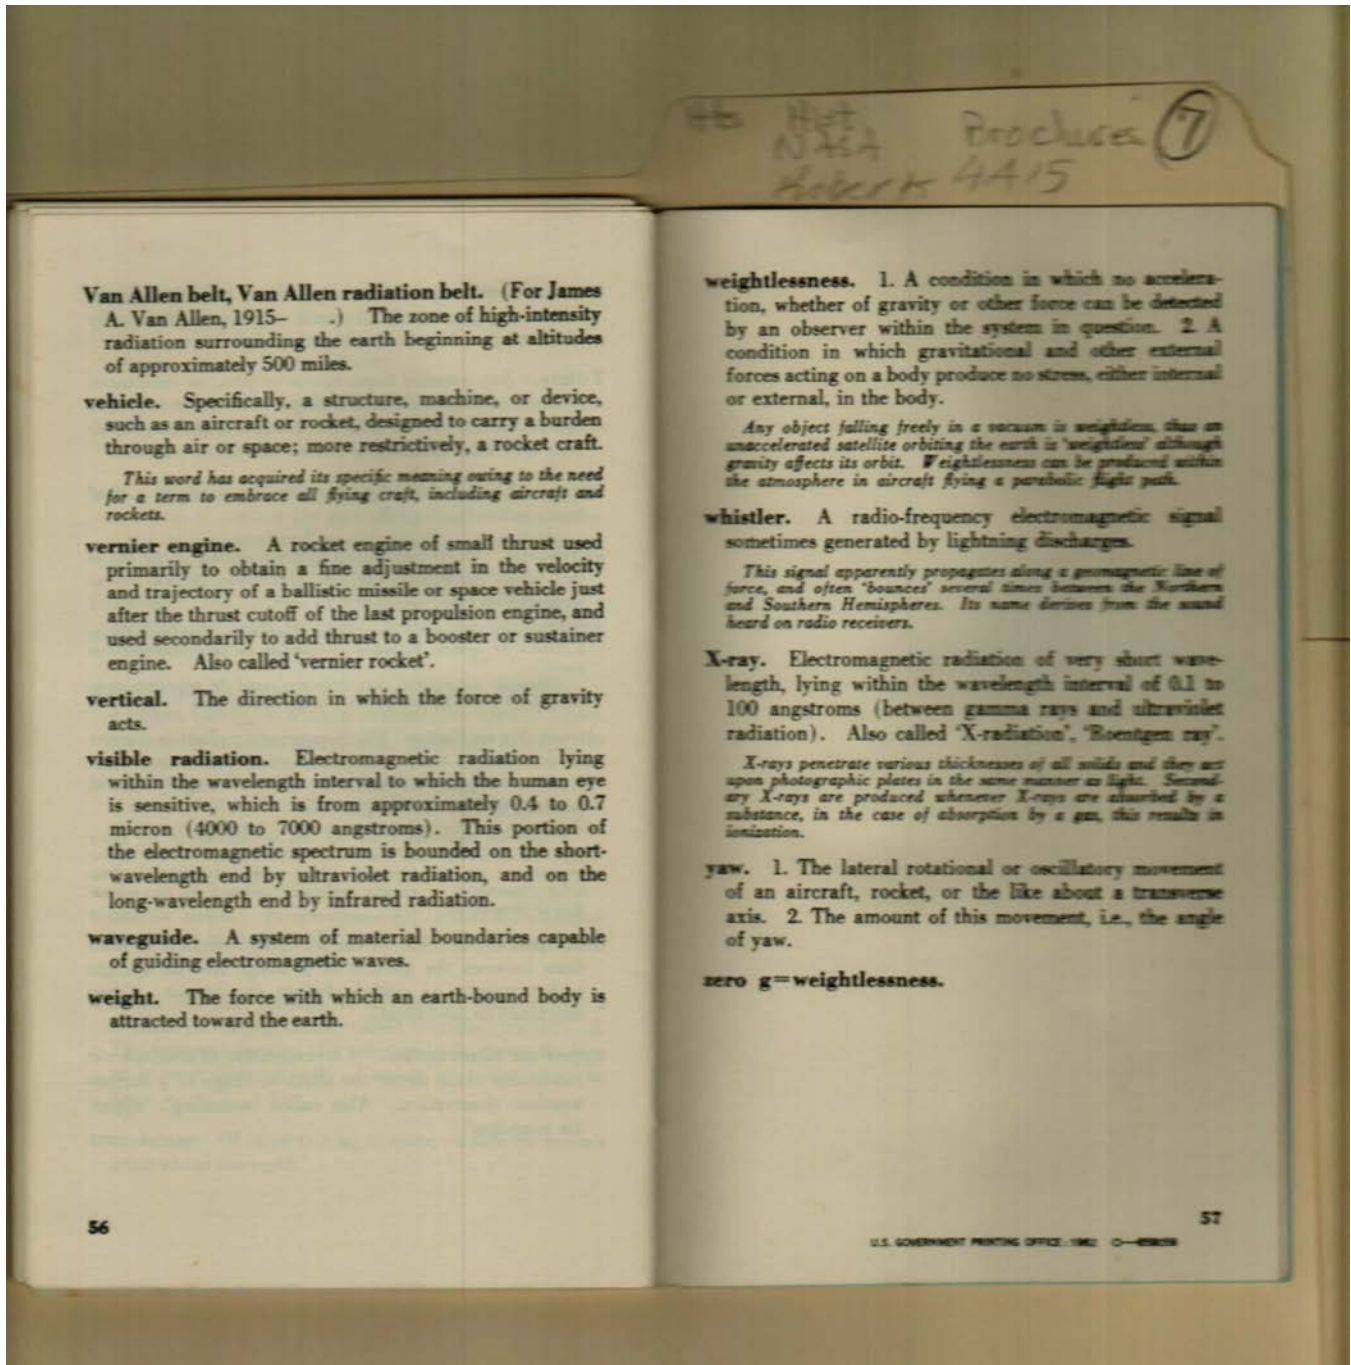 Hist
NASA Brochures 7
Roberts 4415
Van Allen belt, Van Allen radiation belt. (For James
A. Van Allen, 1915– .) The zone of high-intensity
radiation surrounding the earth beginning at altitudes
of approximately 500 miles.
vehicle. Specifically, a structure, machine, or device,
such as an aircraft or rocket, designed to carry a burden
through air or space; more restrictively, a rocket craft.
This word has acquired its specific meaning owing to the need
for a term to embrace all flying craft, including aircraft and
rockets.
vernier engine. A rocket engine of small thrust used
primarily to obtain a fine adjustment in the velocity
and trajectory of a ballistic missile or space vehicle just
after the thrust cutoff of the last propulsion engine, and
used secondarily to add thrust to a booster or sustainer
engine. Also called 'vernier rocket'.
vertical. The direction in which the force of gravity
acts.
visible radiation. Electromagnetic radiation lying
within the wavelength interval to which the human eye
is sensitive, which is from approximately 0.4 to 0.7
micron (4000 to 7000 angstroms). This portion of
the electromagnetic spectrum is bounded on the short-
wavelength end by ultraviolet radiation, and on the
long-wavelength end by infrared radiation.
waveguide. A system of material boundaries capable
of guiding electromagnetic waves.
weight. The force with which an earth-bound body is
attracted toward the earth.
56
weightlessness. 1. A condition in which no accelera-
tion, whether of gravity or other force can be detected
by an observer within the system in question. 2. A
condition in which gravitational and other external
forces acting on a body produce no stress, either internal
or external, in the body.
Any object falling freely in a vacuum is weightless, thus an
unaccelerated satellite orbiting the earth is 'weightless' although
gravity affects its orbit. Weightlessness can be produced within
the atmosphere in aircraft flying a parabolic flight path.
whistler. A radio-frequency electromagnetic signal
sometimes generated by lightning discharges.
This signal apparently propagates along a geomagnetic line of
force, and often 'bounces' several times between the Northern
and Southern Hemispheres. Its name derives from the sound
heard on radio receivers.
X-ray. Electromagnetic radiation of very short wave-
length, lying within the wavelength interval of 0.1 to
100 angstroms (between gamma rays and ultraviolet
radiation). Also called 'X-radiation', 'Roentgen ray'.
X-rays penetrate various thicknesses of all solids and they act
upon photographic plates in the same manner as light. Second-
ary X-rays are produced whenever X-rays are absorbed by a
substance, in the case of absorption by a gas, this results in
ionization.
yaw. 1. The lateral rotational or oscillatory movement
of an aircraft, rocket, or the like about a transverse
axis. 2. The amount of this movement, i.e., the angle
of yaw.
zero g=weightlessness.
57
U.S. GOVERNMENT PRINTING OFFICE : 1962 O—